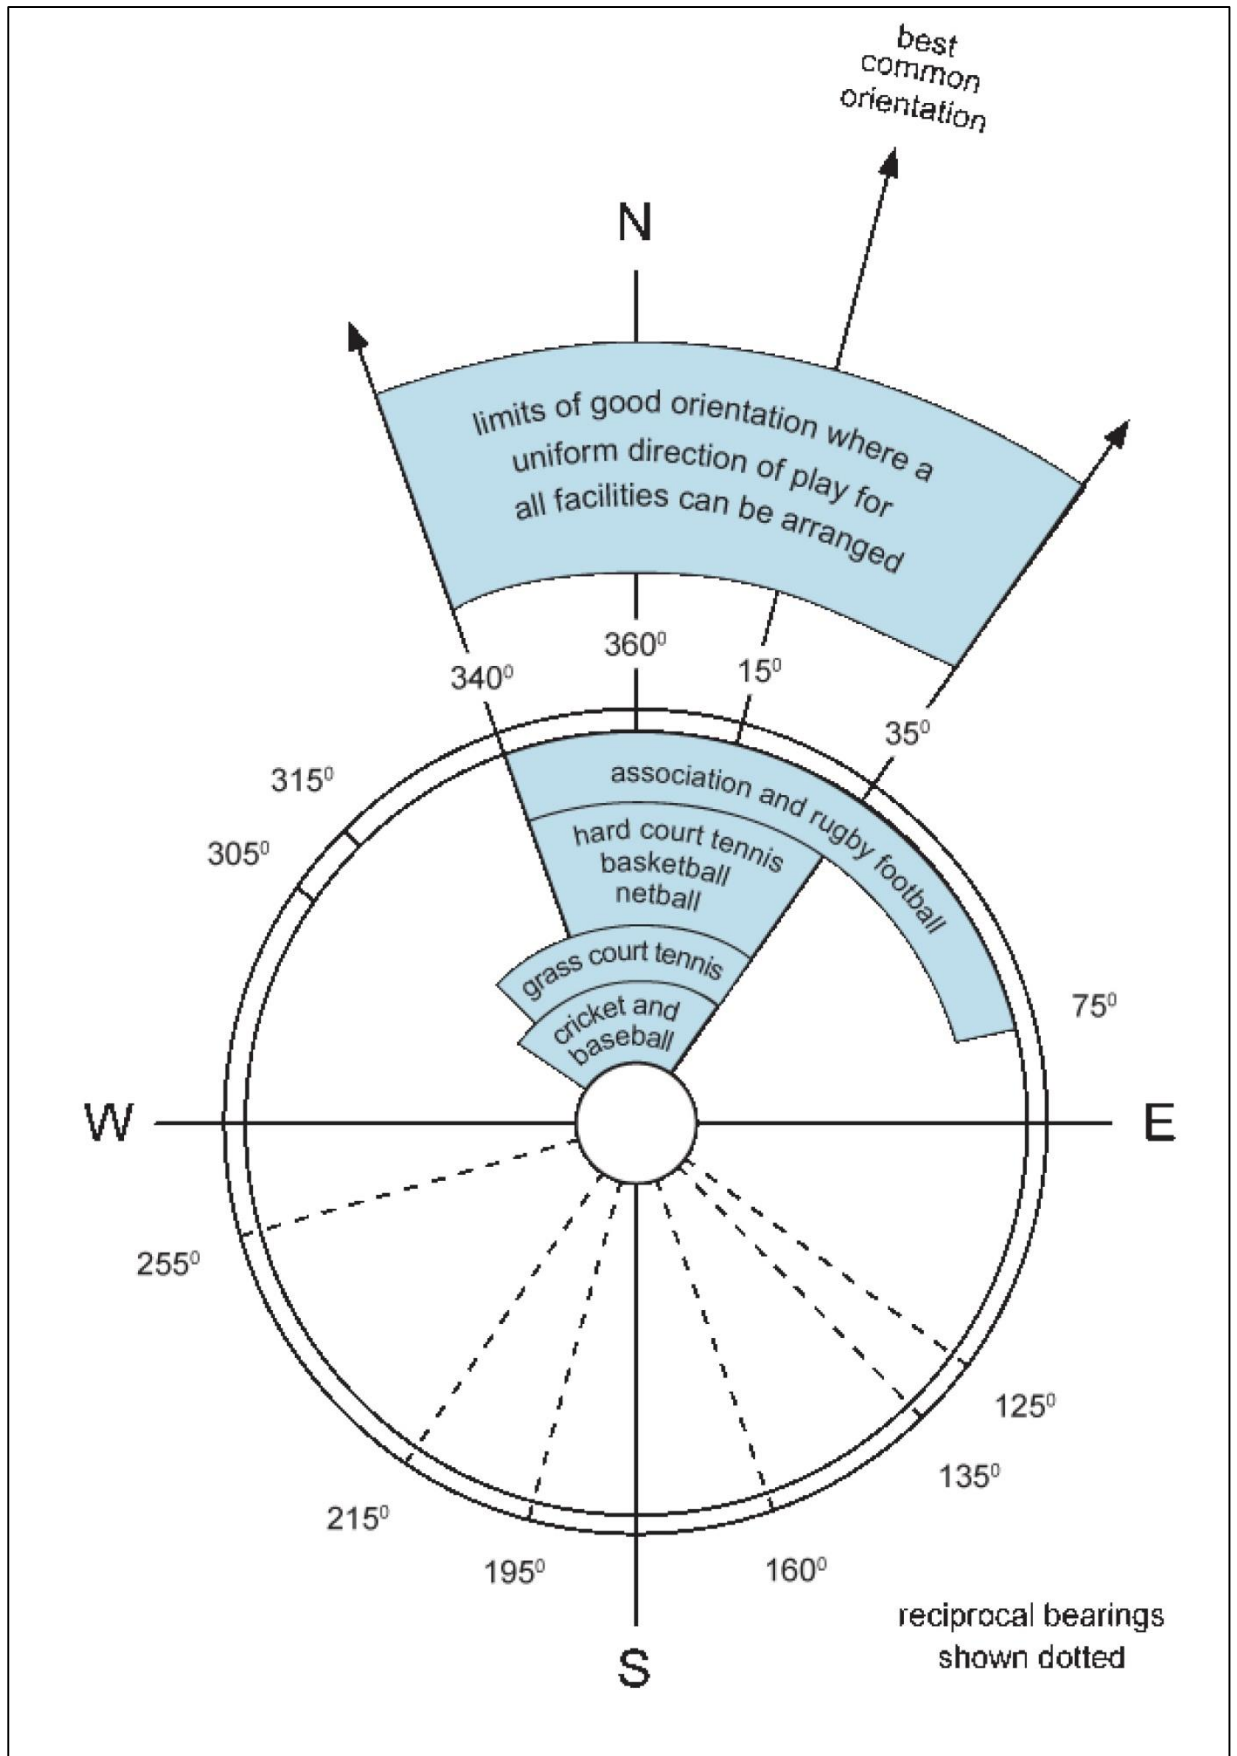 best
common
orientation
N
limits of good orientation where a
uniform direction of play for
all facilities can be arranged
360⁰
15⁰
340⁰
35⁰
315⁰
305⁰
association and rugby football
hard court tennis
basketball
netball
grass court tennis
cricket and
baseball
75⁰
W
E
255⁰
125⁰
135⁰
215⁰
195⁰
160⁰
S
reciprocal bearings
shown dotted